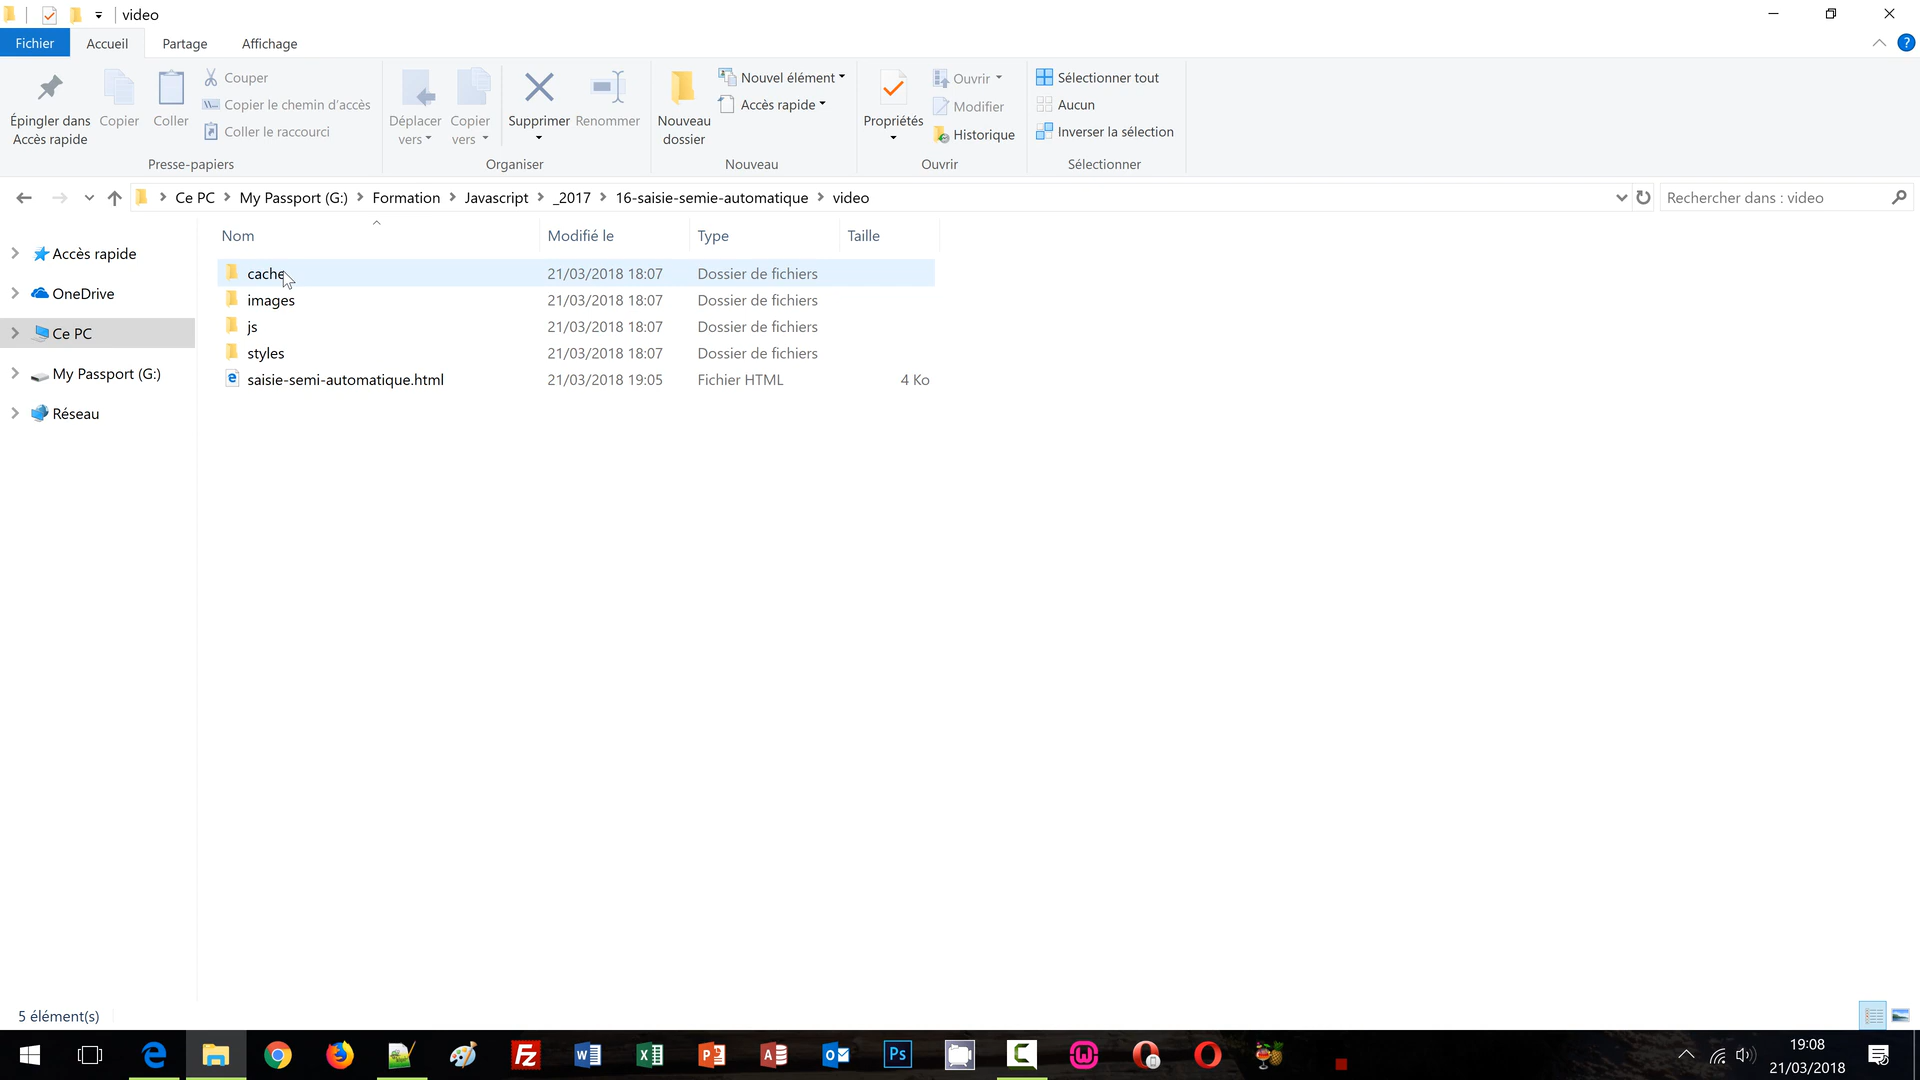 video
Fichier
Accueil
Partage
Affichage
Épingler dans
Accès rapide
Copier
Coller
Couper
Copier le chemin d'accès
Coller le raccourci
Presse-papiers
Déplacer
vers
Copier
vers
Supprimer
Renommer
Organiser
Nouveau
dossier
Nouvel élément
Accès rapide
Nouveau
Propriétés
Ouvrir
Modifier
Historique
Ouvrir
Sélectionner tout
Aucun
Inverser la sélection
Sélectionner
Ce PC > My Passport (G:) > Formation > Javascript > _2017 > 16-saisie-semie-automatique > video
Rechercher dans : video
Accès rapide
OneDrive
Ce PC
My Passport (G:)
Réseau
Nom Modifié le Type Taille
cache 21/03/2018 18:07 Dossier de fichiers
images 21/03/2018 18:07 Dossier de fichiers
js 21/03/2018 18:07 Dossier de fichiers
styles 21/03/2018 18:07 Dossier de fichiers
saisie-semi-automatique.html 21/03/2018 19:05 Fichier HTML 4 Ko
5 élément(s)
19:08
21/03/2018